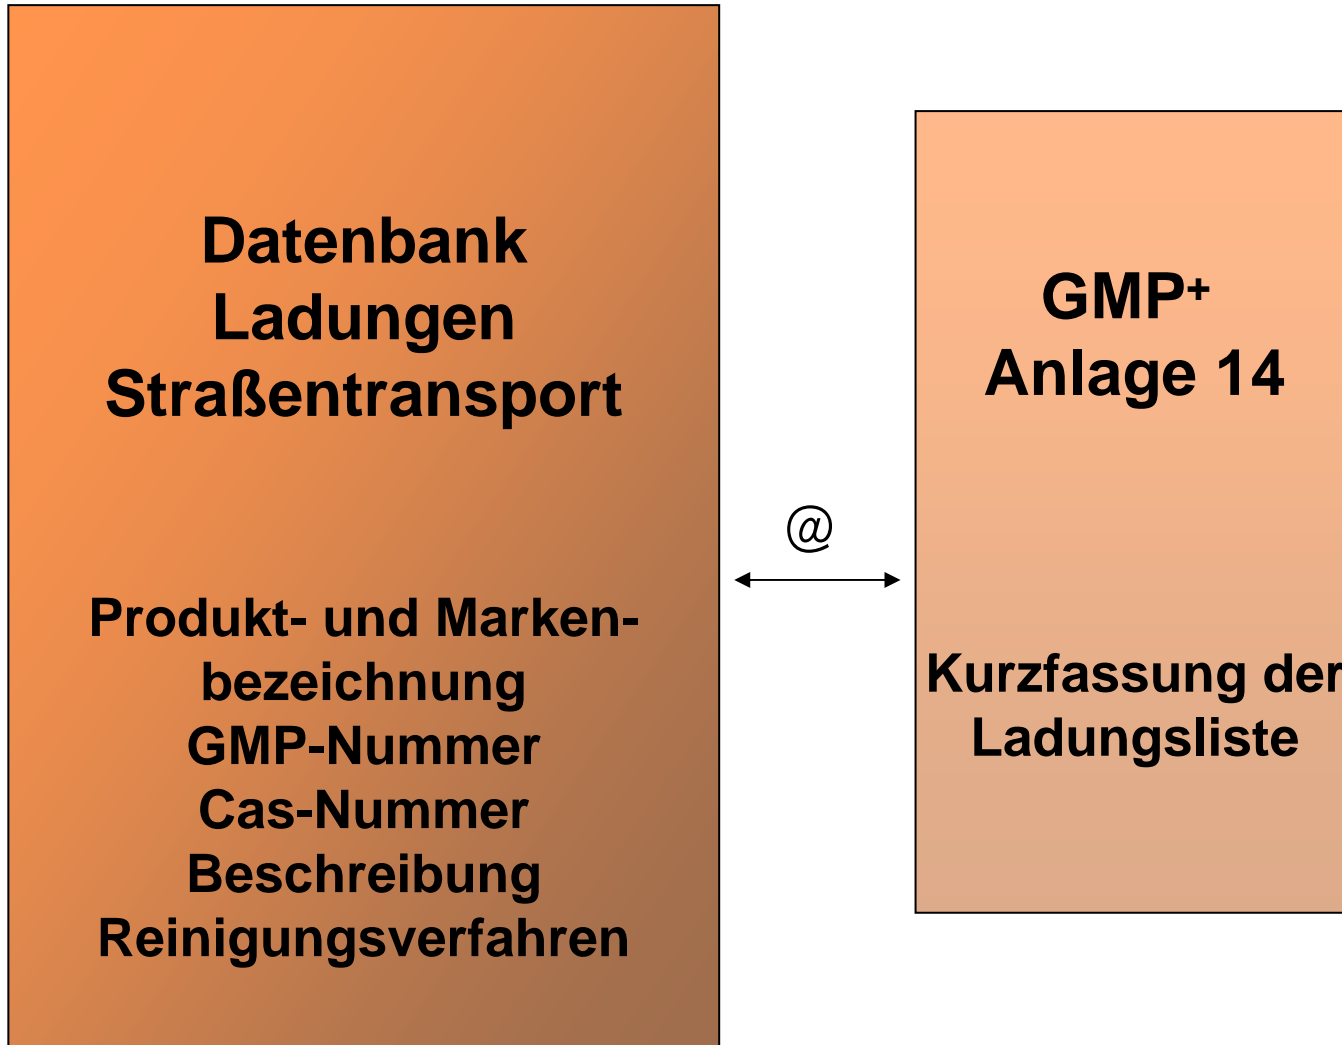 Datenbank
Ladungen
Straßentransport
Produkt- und Marken-
bezeichnung
GMP-Nummer
Cas-Nummer
Beschreibung
Reinigungsverfahren
@
GMP⁺
Anlage 14
Kurzfassung der
Ladungsliste